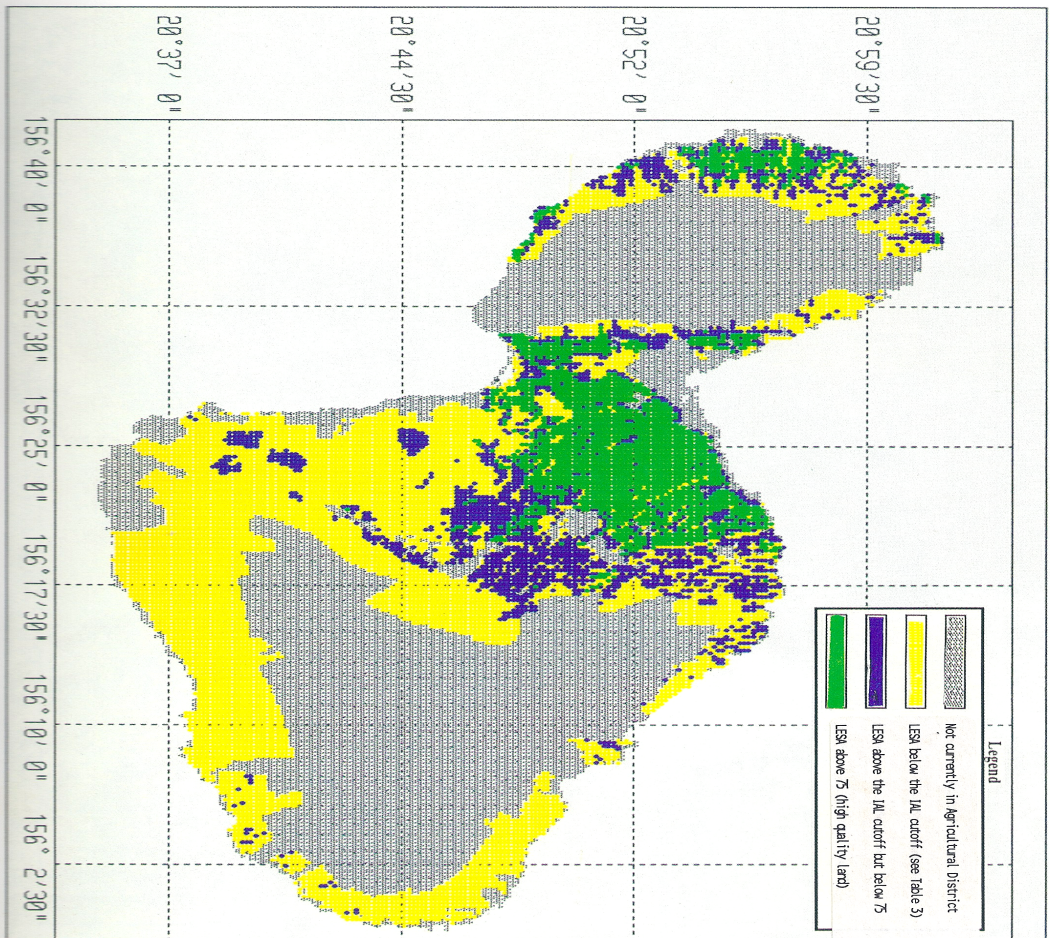 20°59'30"
20°52' 0"
20°44'30"
20°37' 0"
156°40' 0"
156°32'30"
156°25' 0"
156°17'30"
156°10' 0"
156° 2'30"
Legend
Not currently in Agricultural District
LESA below the IAL cutoff (see Table 3)
LESA above the IAL cutoff but below 75
LESA above 75 (high quality land)